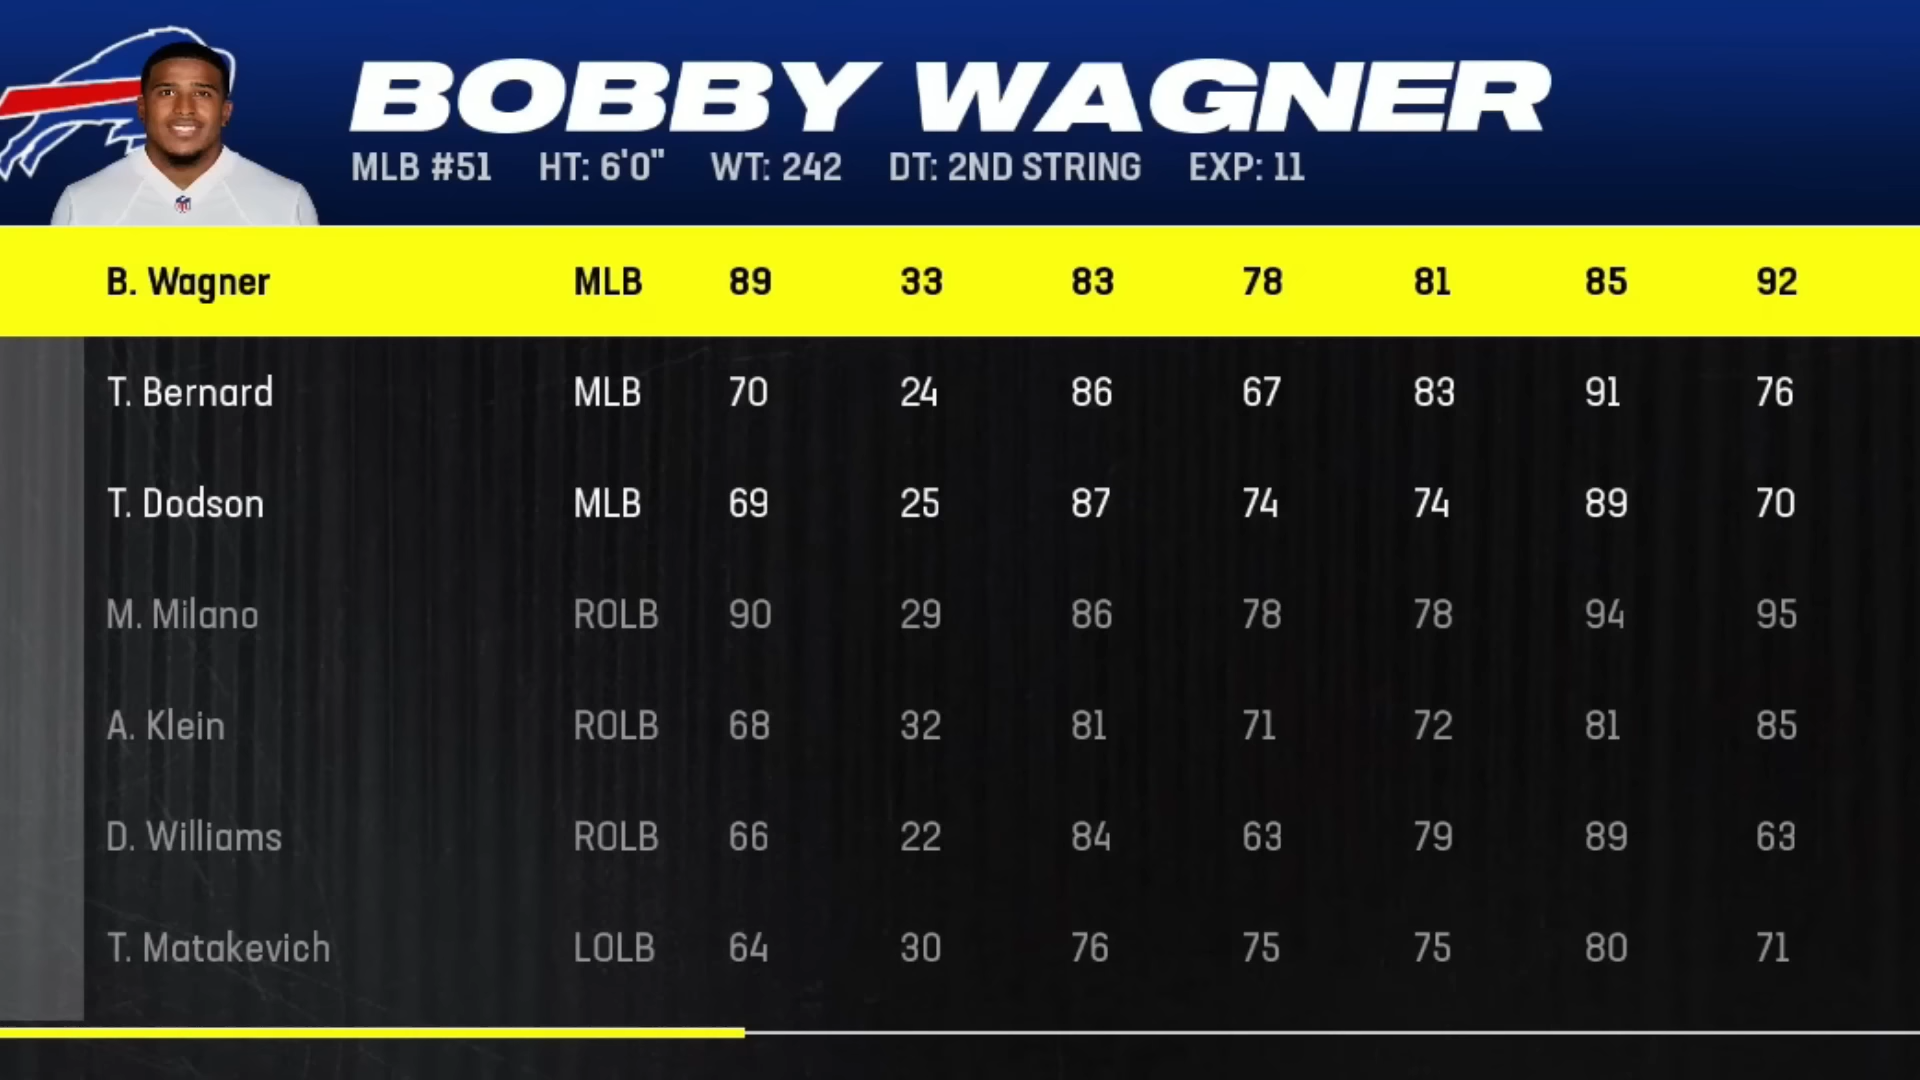 BOBBY WAGNER
MLB #51 HT: 6'0" WT: 242 DT: 2ND STRING EXP: 11
B. Wagner MLB 89 33 83 78 81 85 92
T. Bernard MLB 70 24 86 67 83 91 76
T. Dodson MLB 69 25 87 74 74 89 70
M. Milano ROLB 90 29 86 78 78 94 95
A. Klein ROLB 68 32 81 71 72 81 85
D. Williams ROLB 66 22 84 63 79 89 63
T. Matakevich LOLB 64 30 76 75 75 80 71